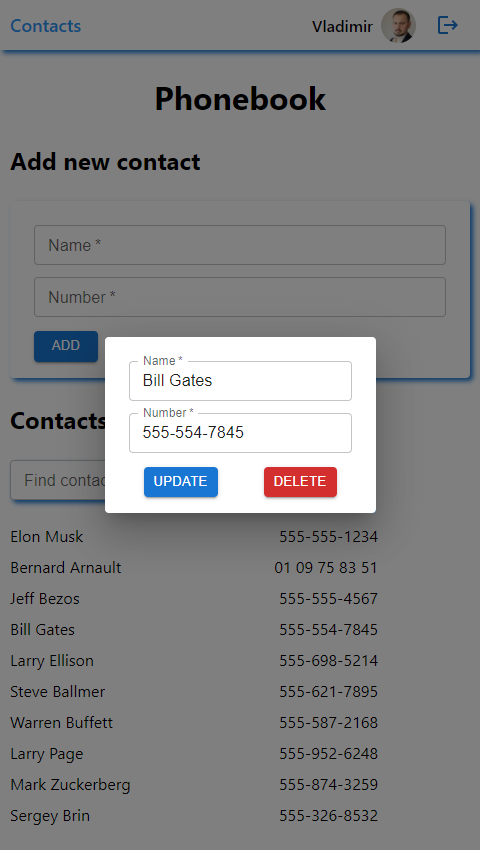 Contacts Vladimir
Phonebook
Add new contact
Name *
Number *
ADD
Name *
Bill Gates
Number *
555-554-7845
UPDATE DELETE
Contacts
Find contac
Elon Musk 555-555-1234
Bernard Arnault 01 09 75 83 51
Jeff Bezos 555-555-4567
Bill Gates 555-554-7845
Larry Ellison 555-698-5214
Steve Ballmer 555-621-7895
Warren Buffett 555-587-2168
Larry Page 555-952-6248
Mark Zuckerberg 555-874-3259
Sergey Brin 555-326-8532